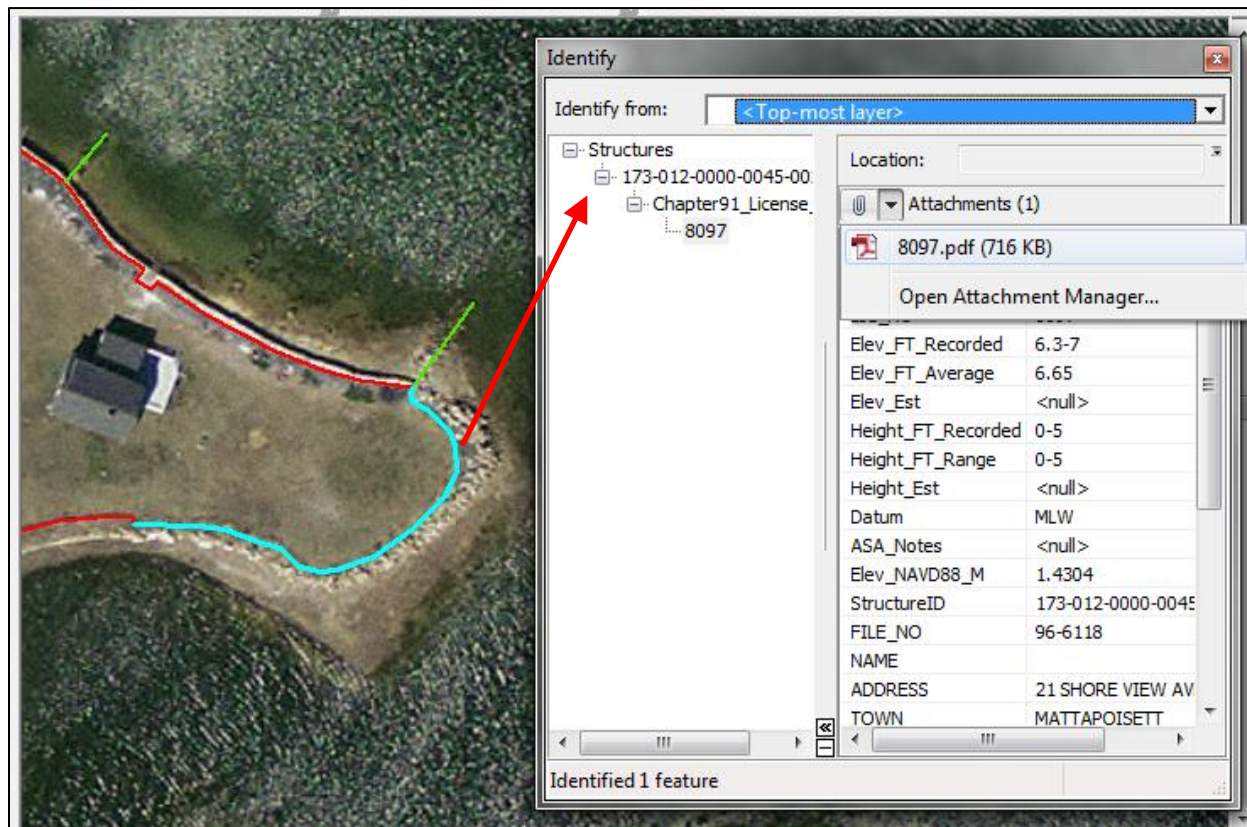 Identify
Identify from: <Top-most layer>
Structures
173-012-0000-0045-00
Chapter91_License_
8097
Location:
Attachments (1)
8097.pdf (716 KB)
Open Attachment Manager...
Elev_FT_Recorded 6.3-7
Elev_FT_Average 6.65
Elev_Est <null>
Height_FT_Recorded 0-5
Height_FT_Range 0-5
Height_Est <null>
Datum MLW
ASA_Notes <null>
Elev_NAVD88_M 1.4304
StructureID 173-012-0000-0045
FILE_NO 96-6118
NAME
ADDRESS 21 SHORE VIEW AV
TOWN MATTAPOISETT
Identified 1 feature